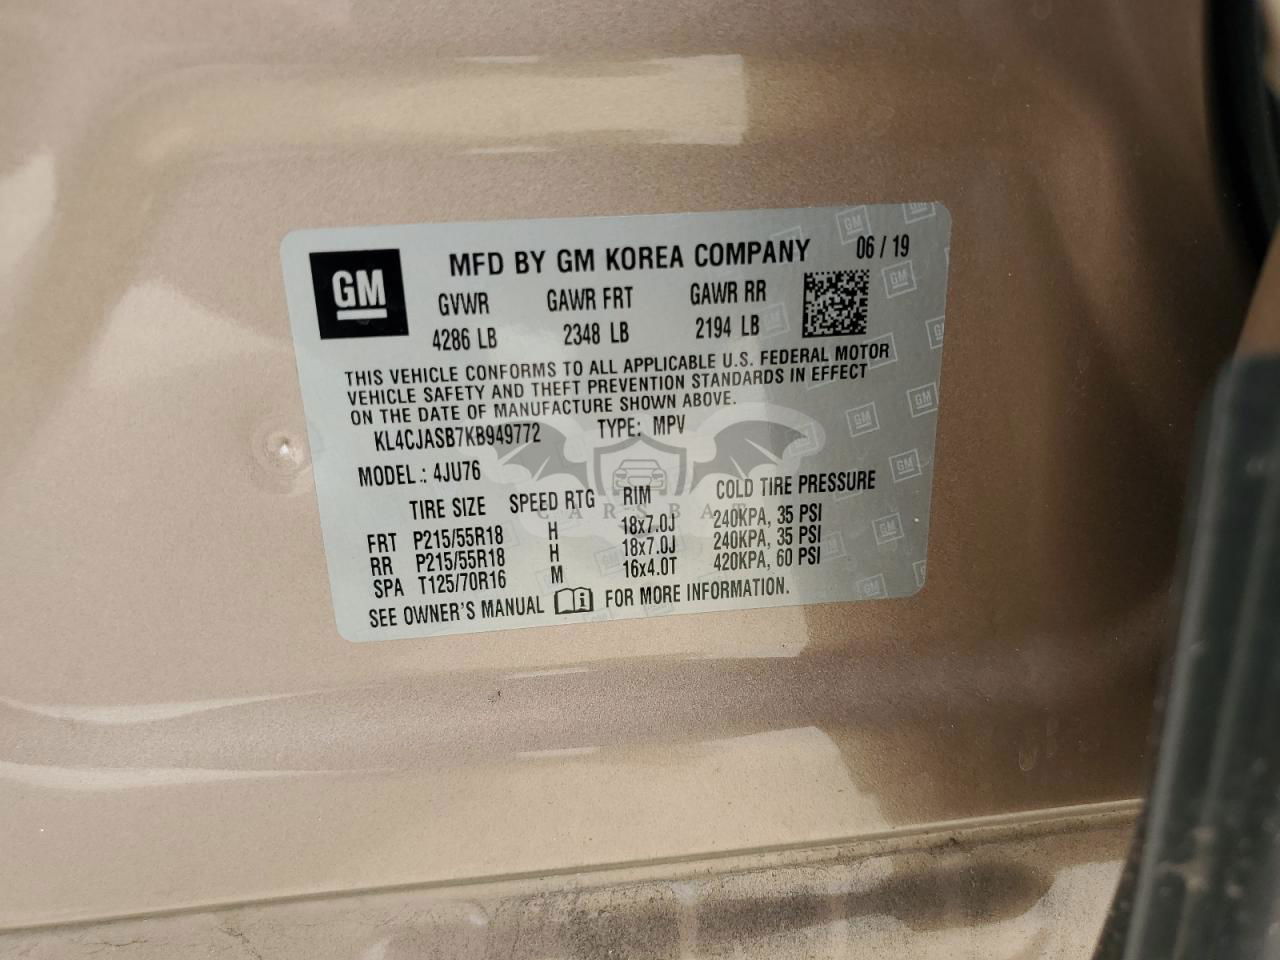 GM
MFD BY GM KOREA COMPANY 06 / 19
GVWR GAWR FRT GAWR RR
4286 LB 2348 LB 2194 LB
THIS VEHICLE CONFORMS TO ALL APPLICABLE U.S. FEDERAL MOTOR
VEHICLE SAFETY AND THEFT PREVENTION STANDARDS IN EFFECT
ON THE DATE OF MANUFACTURE SHOWN ABOVE.
KL4CJASB7KB949772 TYPE: MPV
MODEL.: 4JU76
TIRE SIZE SPEED RTG RIM COLD TIRE PRESSURE
FRT P215/55R18 H 18x7.0J 240KPA, 35 PSI
RR P215/55R18 H 18x7.0J 240KPA, 35 PSI
SPA T125/70R16 M 16x4.0T 420KPA, 60 PSI
SEE OWNER'S MANUAL i FOR MORE INFORMATION.